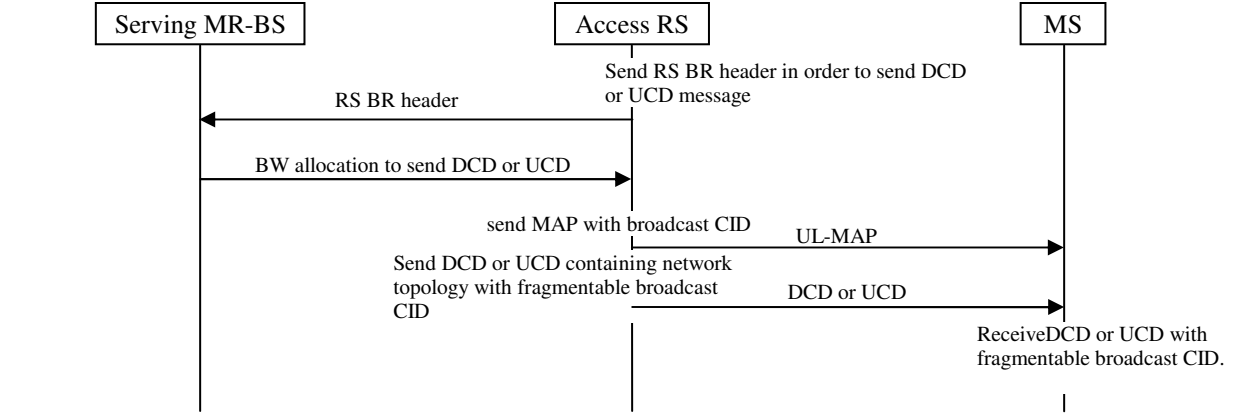 Serving MR-BS
Access RS
MS
Send RS BR header in order to send DCD
or UCD message
RS BR header
BW allocation to send DCD or UCD
send MAP with broadcast CID
UL-MAP
Send DCD or UCD containing network
topology with fragmentable broadcast
CID
DCD or UCD
ReceiveDCD or UCD with
fragmentable broadcast CID.